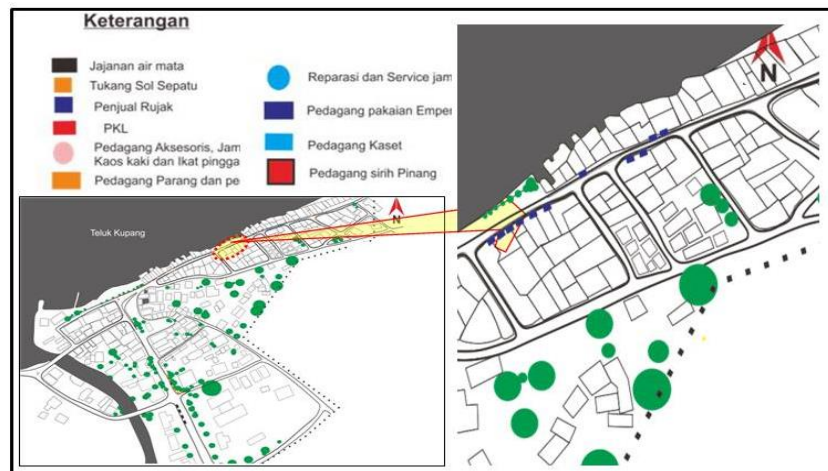 Keterangan
Jajanan air mata
Tukang Sol Sepatu
Penjual Rujak
PKL
Pedagang Aksesoris, Jam
Kaos kaki dan Ikat pingga
Pedagang Parang dan pe
Reparasi dan Service jam
Pedagang pakaian Emper
Pedagang Kaset
Pedagang sirih Pinang
N
Teluk Kupang
N